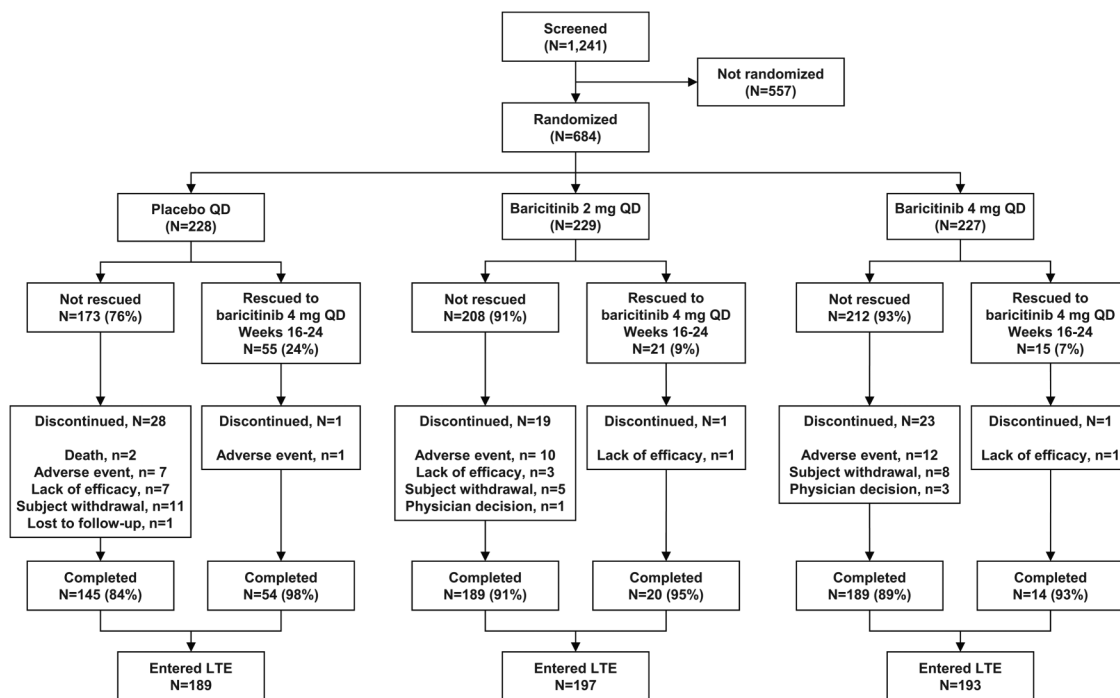 Screened
(N=1,241)
Not randomized
(N=557)
Randomized
(N=684)
Placebo QD
(N=228)
Baricitinib 2 mg QD
(N=229)
Baricitinib 4 mg QD
(N=227)
Not rescued
N=173 (76%)
Rescued to
baricitinib 4 mg QD
Weeks 16-24
N=55 (24%)
Not rescued
N=208 (91%)
Rescued to
baricitinib 4 mg QD
Weeks 16-24
N=21 (9%)
Not rescued
N=212 (93%)
Rescued to
baricitinib 4 mg QD
Weeks 16-24
N=15 (7%)
Discontinued, N=28
Death, n=2
Adverse event, n= 7
Lack of efficacy, n=7
Subject withdrawal, n=11
Lost to follow-up, n=1
Discontinued, N=1
Adverse event, n=1
Discontinued, N=19
Adverse event, n= 10
Lack of efficacy, n=3
Subject withdrawal, n=5
Physician decision, n=1
Discontinued, N=1
Lack of efficacy, n=1
Discontinued, N=23
Adverse event, n=12
Subject withdrawal, n=8
Physician decision, n=3
Discontinued, N=1
Lack of efficacy, n=1
Completed
N=145 (84%)
Completed
N=54 (98%)
Completed
N=189 (91%)
Completed
N=20 (95%)
Completed
N=189 (89%)
Completed
N=14 (93%)
Entered LTE
N=189
Entered LTE
N=197
Entered LTE
N=193